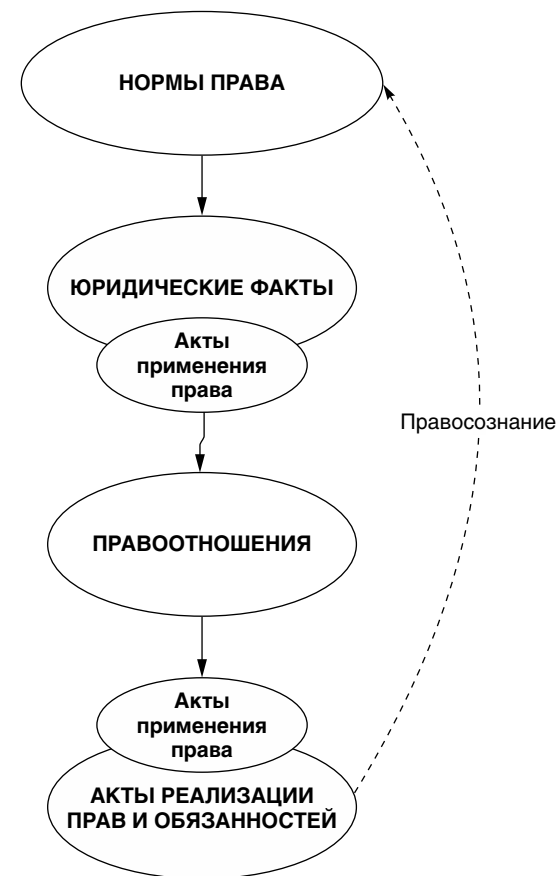 НОРМЫ ПРАВА
ЮРИДИЧЕСКИЕ ФАКТЫ
Акты
применения
права
Правосознание
ПРАВООТНОШЕНИЯ
Акты
применения
права
АКТЫ РЕАЛИЗАЦИИ
ПРАВ И ОБЯЗАННОСТЕЙ